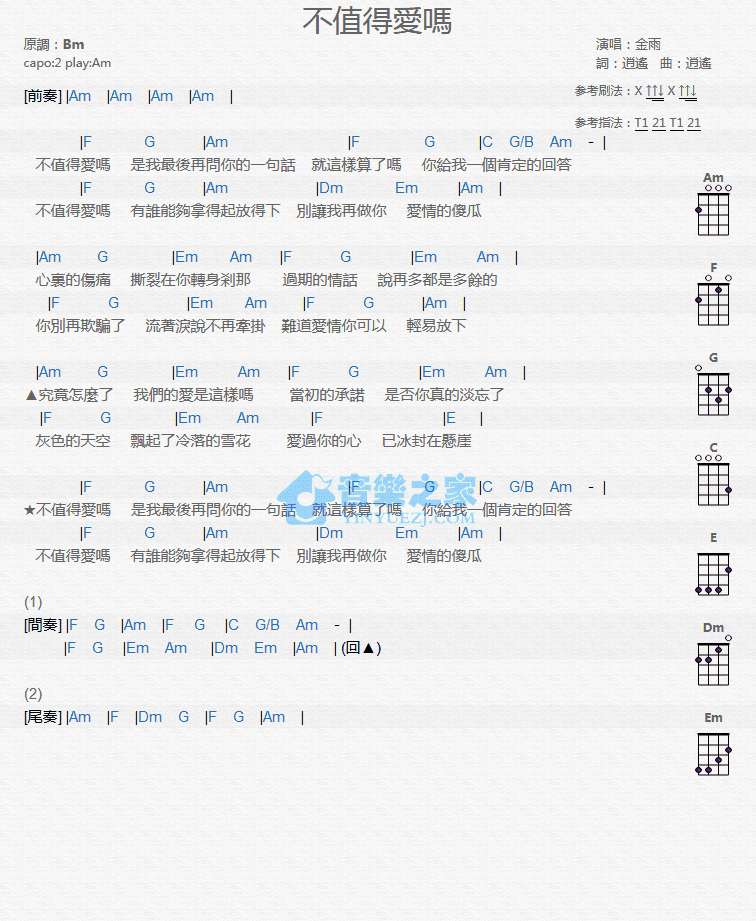 不值得愛嗎
原調：Bm
capo:2 play:Am
演唱：金雨
詞：逍遙 曲：逍遙
參考刷法：X ↑↑↓ X ↑↑↓
參考指法：T1 21 T1 21
[前奏] |Am |Am |Am |Am |
|F G |Am |F G |C G/B Am - |
不值得愛嗎 是我最後再問你的一句話 就這樣算了嗎 你給我一個肯定的回答
|F G |Am |Dm Em |Am |
不值得愛嗎 有誰能夠拿得起放得下 別讓我再做你 愛情的傻瓜
|Am G |Em Am |F G |Em Am |
心裏的傷痛 撕裂在你轉身剎那 過期的情話 說再多都是多餘的
|F G |Em Am |F G |Am |
你別再欺騙了 流著淚說不再牽掛 難道愛情你可以 輕易放下
|Am G |Em Am |F G |Em Am |
▲究竟怎麼了 我們的愛是這樣嗎 當初的承諾 是否你真的淡忘了
|F G |Em Am |F |E |
灰色的天空 飄起了冷落的雪花 愛過你的心 已冰封在懸崖
|F G |Am |F G |C G/B Am - |
★不值得愛嗎 是我最後再問你的一句話 就這樣算了嗎 你給我一個肯定的回答
|F G |Am |Dm Em |Am |
不值得愛嗎 有誰能夠拿得起放得下 別讓我再做你 愛情的傻瓜
(1)
[間奏] |F G |Am |F G |C G/B Am - |
|F G |Em Am |Dm Em |Am | (回▲)
(2)
[尾奏] |Am |F |Dm G |F G |Am |
Am
F
G
C
E
Dm
Em
音樂之家
YINYUEZJ.COM